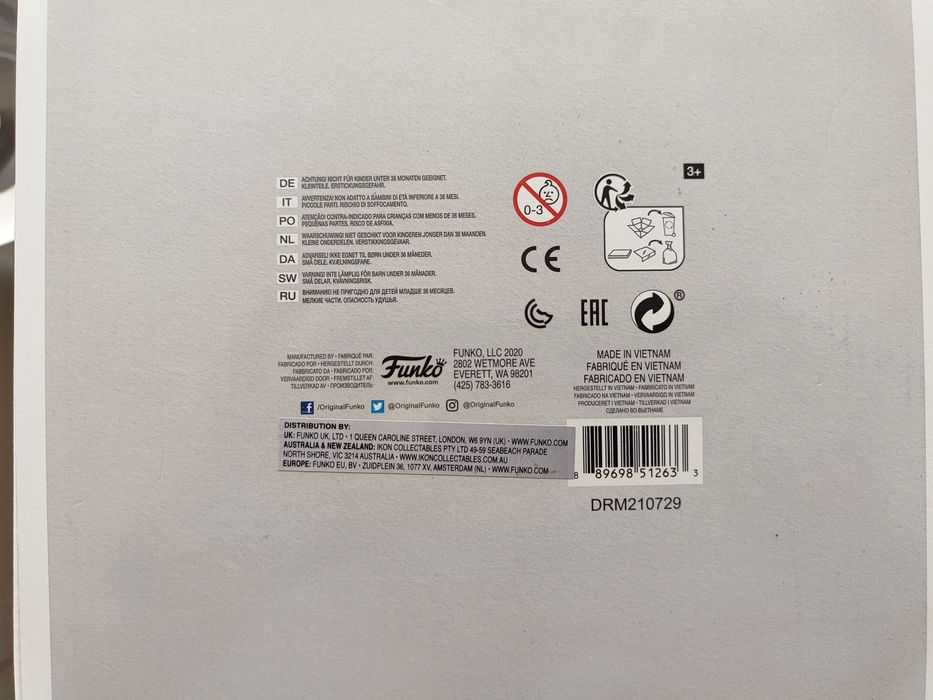 3+
DE ACHTUNG! NICHT FÜR KINDER UNTER 36 MONATEN GEEIGNET.
KLEINTEILE. ERSTICKUNGSGEFAHR.
IT AVVERTENZA! NON ADATTO A BAMBINI DI ETÀ INFERIORE A 36 MESI.
PICCOLE PARTI. RISCHIO DI SOFFOCAMENTO.
PO ATENÇÃO! CONTRA-INDICADO PARA CRIANÇAS COM MENOS DE 36 MESES.
PEQUENAS PARTES. RISCO DE ASFIXIA.
NL WAARSCHUWING! NIET GESCHIKT VOOR KINDEREN JONGER DAN 36 MAANDEN.
KLEINE ONDERDELEN. VERSTIKKINGSGEVAAR.
DA ADVARSEL! IKKE EGNET TIL BØRN UNDER 36 MÅNEDER.
SMÅ DELE. KVÆLNINGSFARE.
SW VARNING! INTE LÄMPLIG FÖR BARN UNDER 36 MÅNADER.
SMÅ DELAR. KVÄVNINGSRISK.
RU ВНИМАНИЕ! НЕ ПРИГОДНО ДЛЯ ДЕТЕЙ МЛАДШЕ 36 МЕСЯЦЕВ.
МЕЛКИЕ ЧАСТИ. ОПАСНОСТЬ УДУШЬЯ.
0-3
CE
EAC
®
MANUFACTURED BY • FABRIQUÉ PAR:
FABRICADO POR • HERGESTELLT DURCH:
FABBRICATO DA • FABRICADO POR:
VERVAARDIGD DOOR • FREMSTILLET AF:
TILLVERKAD AV • ПРОИЗВОДИТЕЛЬ:
Funko
www.funko.com
FUNKO, LLC 2020
2802 WETMORE AVE
EVERETT, WA 98201
(425) 783-3616
/OriginalFunko @OriginalFunko @OriginalFunko
MADE IN VIETNAM
FABRIQUÉ EN VIETNAM
FABRICADO EN VIETNAM
HERGESTELLT IN VIETNAM • FABBRICATO IN VIETNAM
FABRICADO NA VIETNAM • VERVAARDIGD IN VIETNAM
PRODUCERET I VIETNAM • TILLVERKAD I VIETNAM
СДЕЛАНО ВО ВЬЕТНАМЕ
DISTRIBUTION BY:
UK: FUNKO UK, LTD • 1 QUEEN CAROLINE STREET, LONDON, W6 9YN (UK) • WWW.FUNKO.COM
AUSTRALIA & NEW ZEALAND: IKON COLLECTABLES PTY LTD 49-59 SEABEACH PARADE
NORTH SHORE, VIC 3214 AUSTRALIA • WWW.IKONCOLLECTABLES.COM.AU
EUROPE: FUNKO EU, BV • ZUIDPLEIN 36, 1077 XV, AMSTERDAM (NL) • WWW.FUNKO.COM
8 89698 51263 3
DRM210729